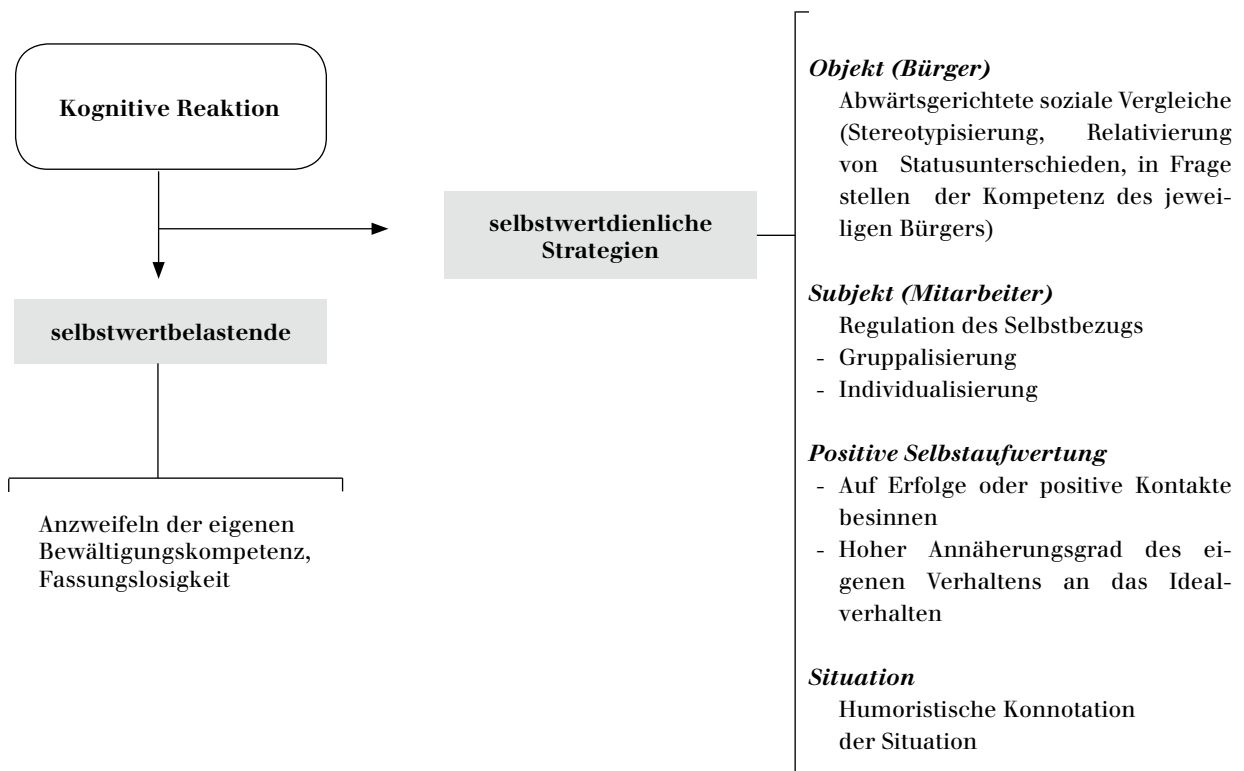 Kognitive Reaktion
selbstwertbelastende
Anzweifeln der eigenen
Bewältigungskompetenz,
Fassungslosigkeit
selbstwertdienliche
Strategien
Objekt (Bürger)
Abwärtsgerichtete soziale Vergleiche
(Stereotypisierung, Relativierung
von Statusunterschieden, in Frage
stellen der Kompetenz des jewei-
ligen Bürgers)
Subjekt (Mitarbeiter)
Regulation des Selbstbezugs
- Gruppalisierung
- Individualisierung
Positive Selbstaufwertung
- Auf Erfolge oder positive Kontakte
besinnen
- Hoher Annäherungsgrad des ei-
genen Verhaltens an das Ideal-
verhalten
Situation
Humoristische Konnotation
der Situation